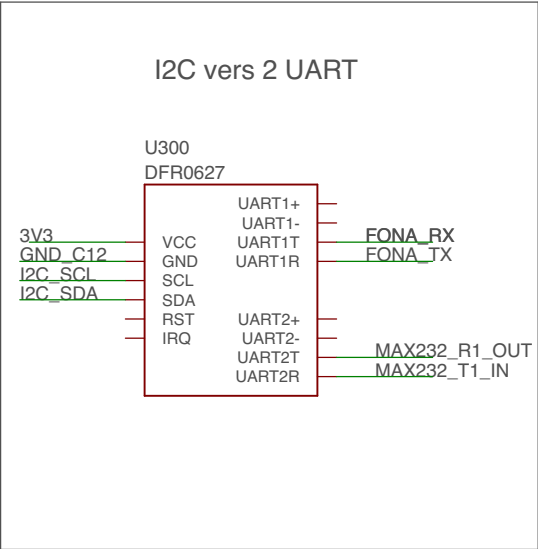 I2C vers 2 UART
U300
DFR0627
3V3
GND_C12
I2C_SCL
I2C_SDA
VCC
GND
SCL
SDA
RST
IRQ
UART1+
UART1-
UART1T
UART1R
UART2+
UART2-
UART2T
UART2R
FONA_RX
FONA_TX
MAX232_R1_OUT
MAX232_T1_IN